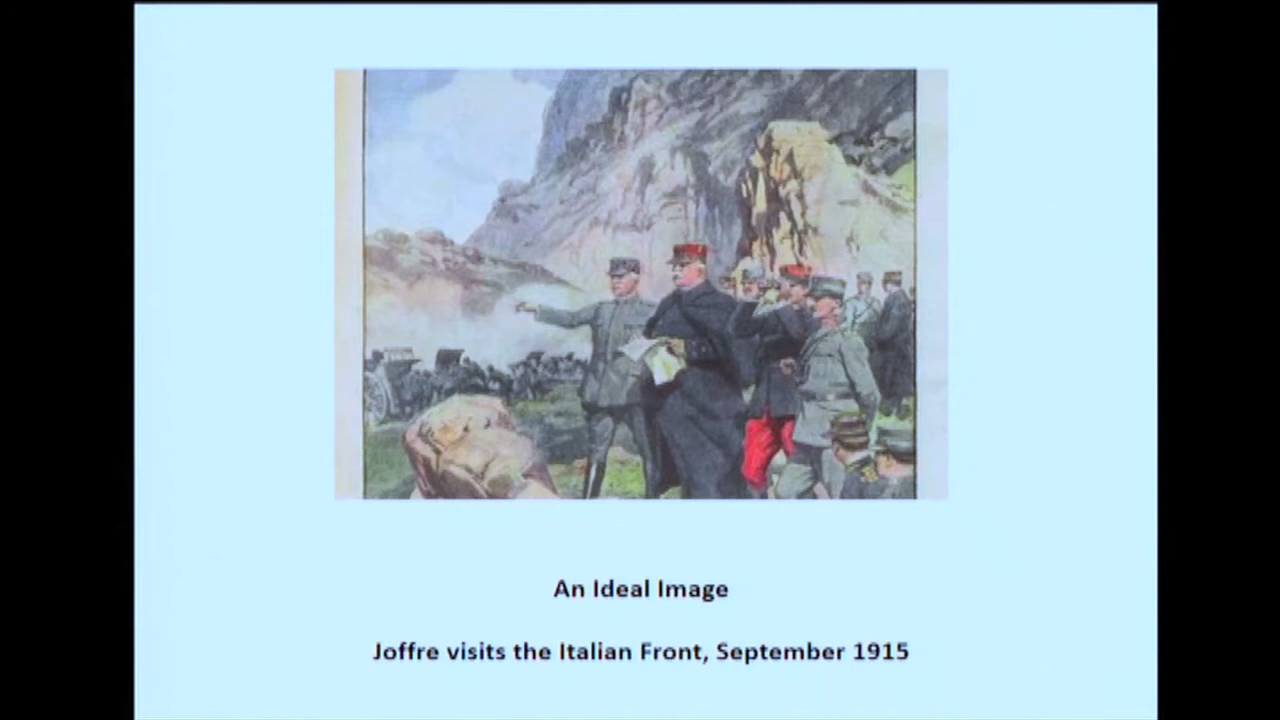 An Ideal Image
Joffre visits the Italian Front, September 1915